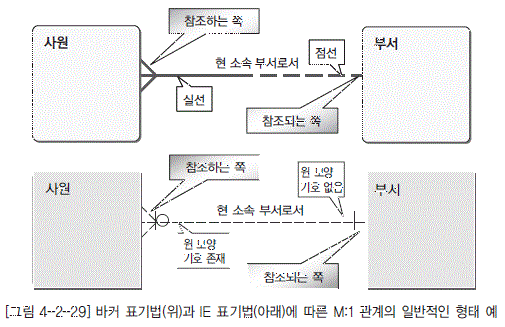 참조하는 쪽
사원
부서
현 소속 부서로서
점선
실선
참조되는 쪽
참조하는 쪽
원 모양
기호 없음
사원
부서
현 소속 부서로서
원 모양
기호 존재
참조되는 쪽
[그림 4-2-29] 바커 표기법(위)과 IE 표기법(아래)에 따른 M:1 관계의 일반적인 형태 예